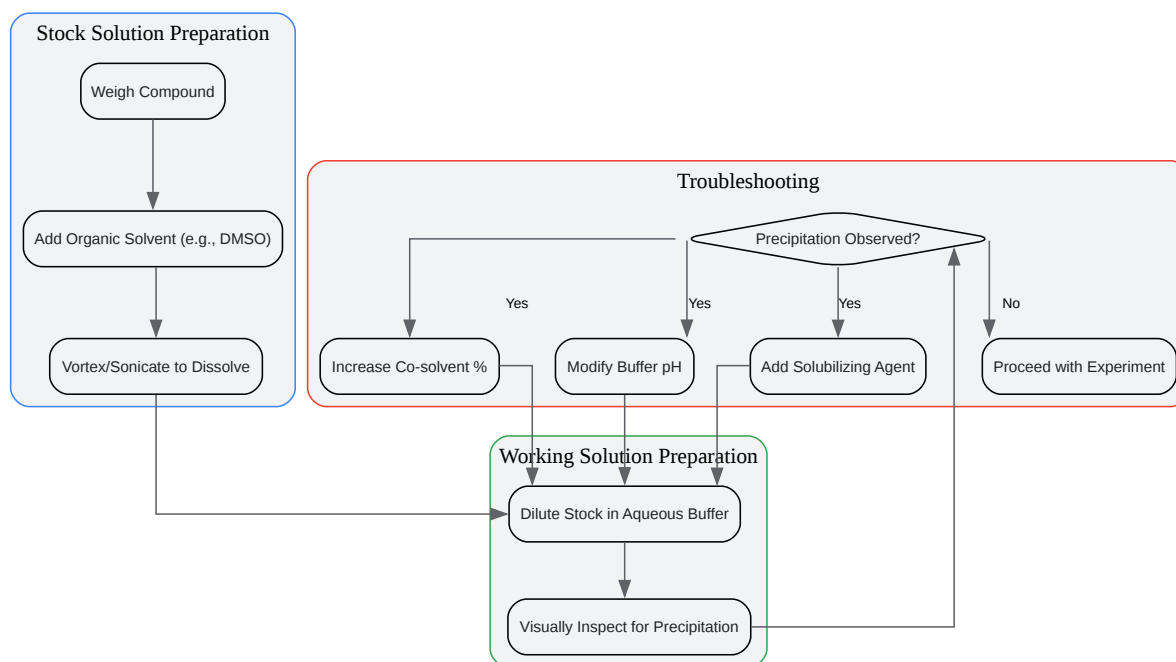 Stock Solution Preparation
Weigh Compound
Add Organic Solvent (e.g., DMSO)
Vortex/Sonicate to Dissolve
Troubleshooting
Precipitation Observed?
Yes
Yes
Yes
No
Increase Co-solvent %
Modify Buffer pH
Add Solubilizing Agent
Proceed with Experiment
Working Solution Preparation
Dilute Stock in Aqueous Buffer
Visually Inspect for Precipitation